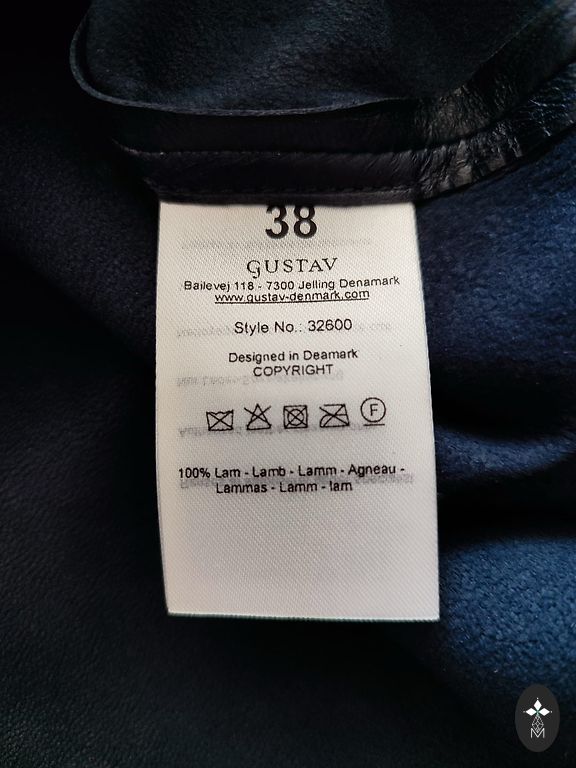 38
GUSTAV
Bailevej 118 - 7300 Jelling Denamark
www.gustav-denmark.com
Style No.: 32600
Designed in Deamark
COPYRIGHT
F
100% Lam - Lamb - Lamm - Agneau -
Lammas - Lamm - lam
M